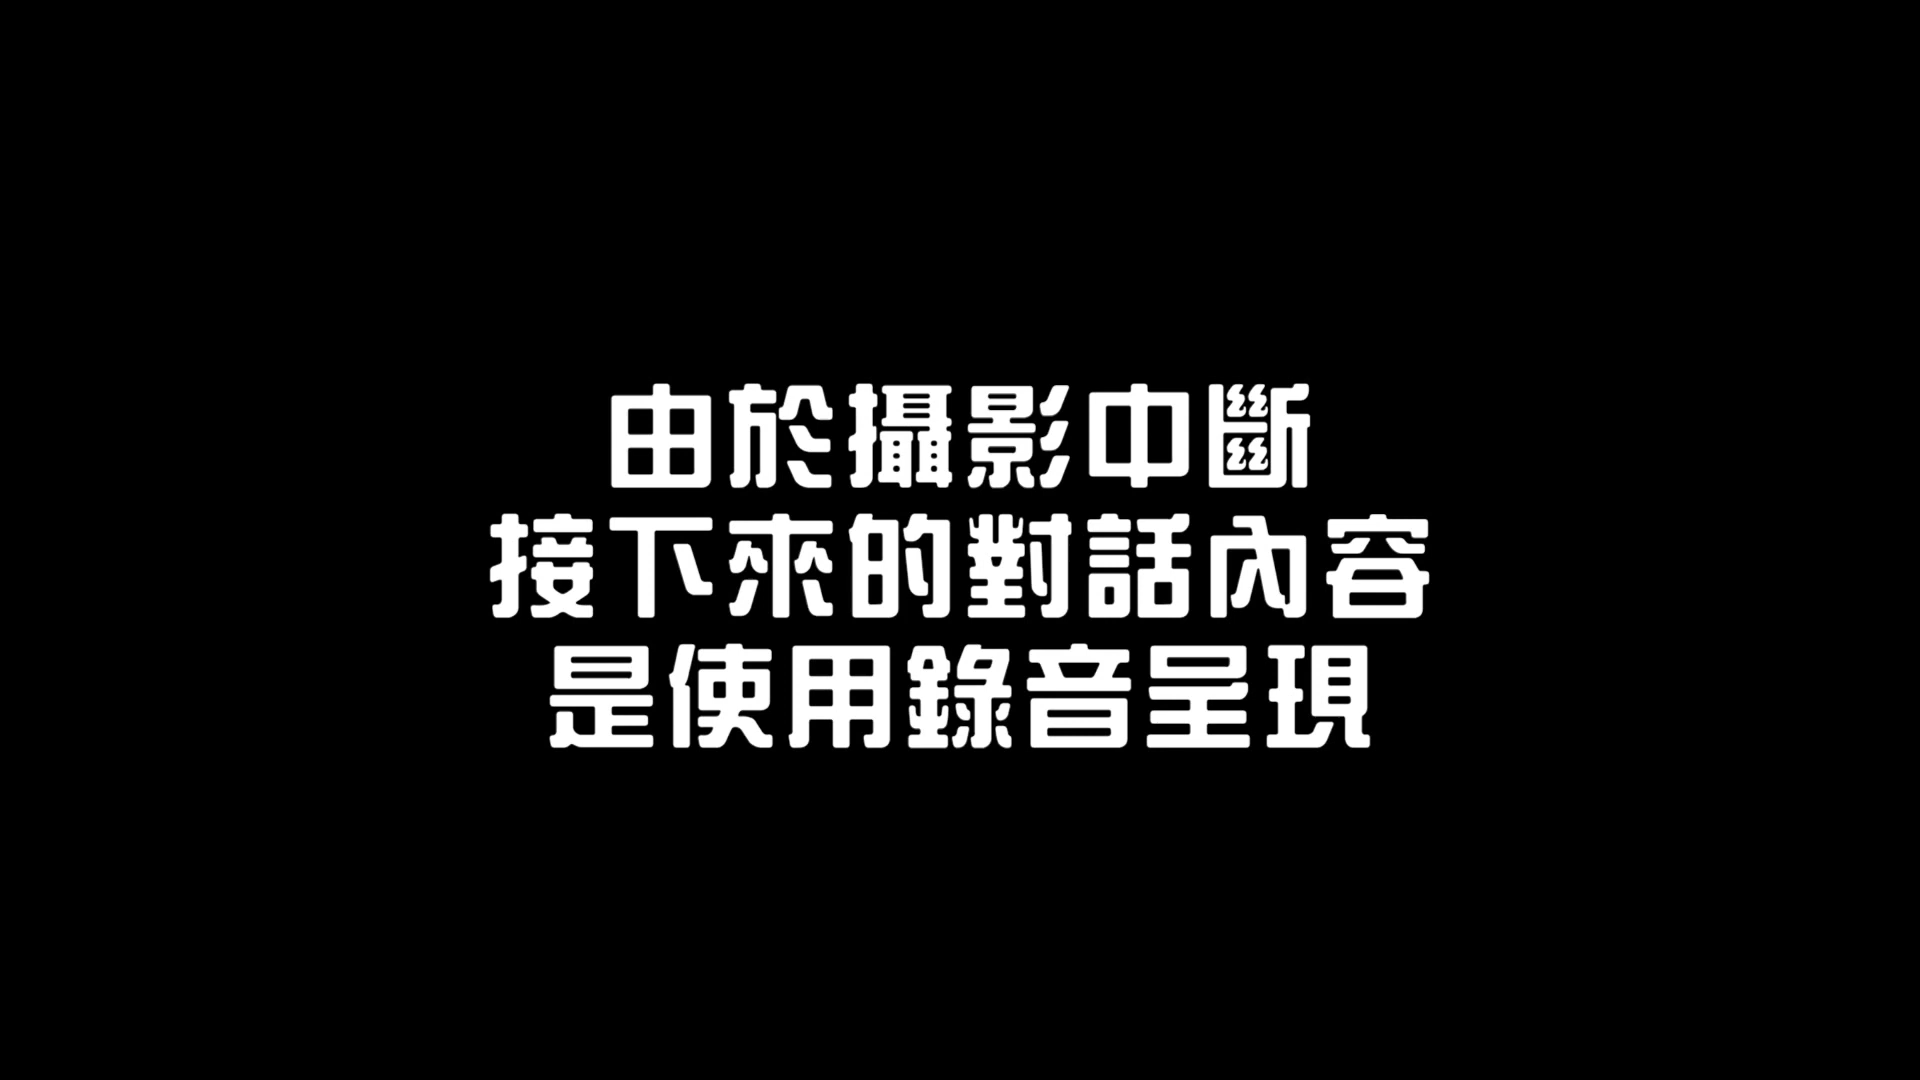 由於攝影中斷
接下來的對話內容
是使用錄音呈現